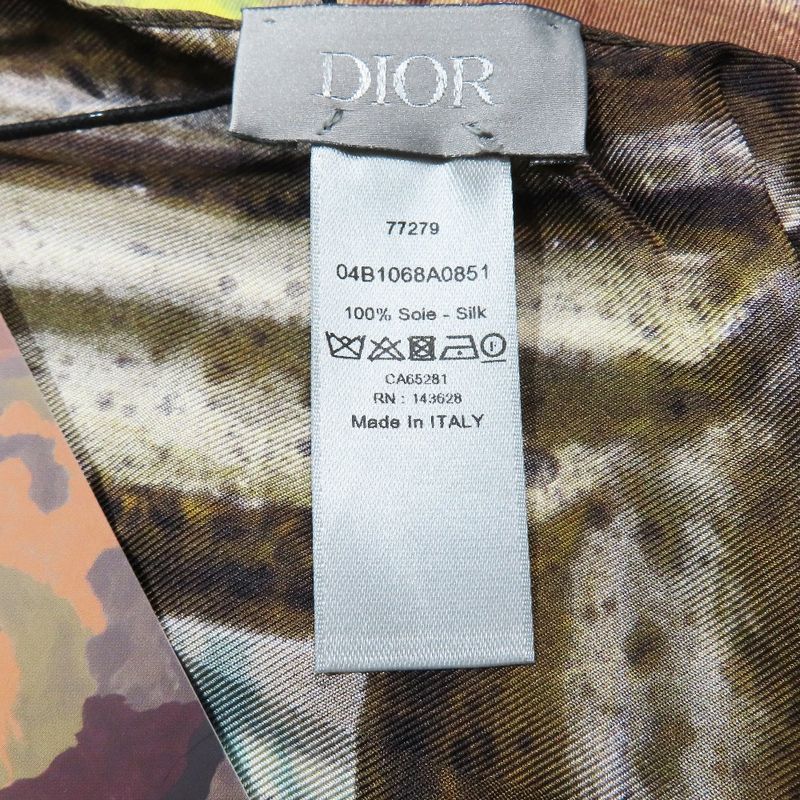 DIOR
77279
04B1068A0851
100% Soie - Silk
F
CA65281
RN : 143628
Made In ITALY